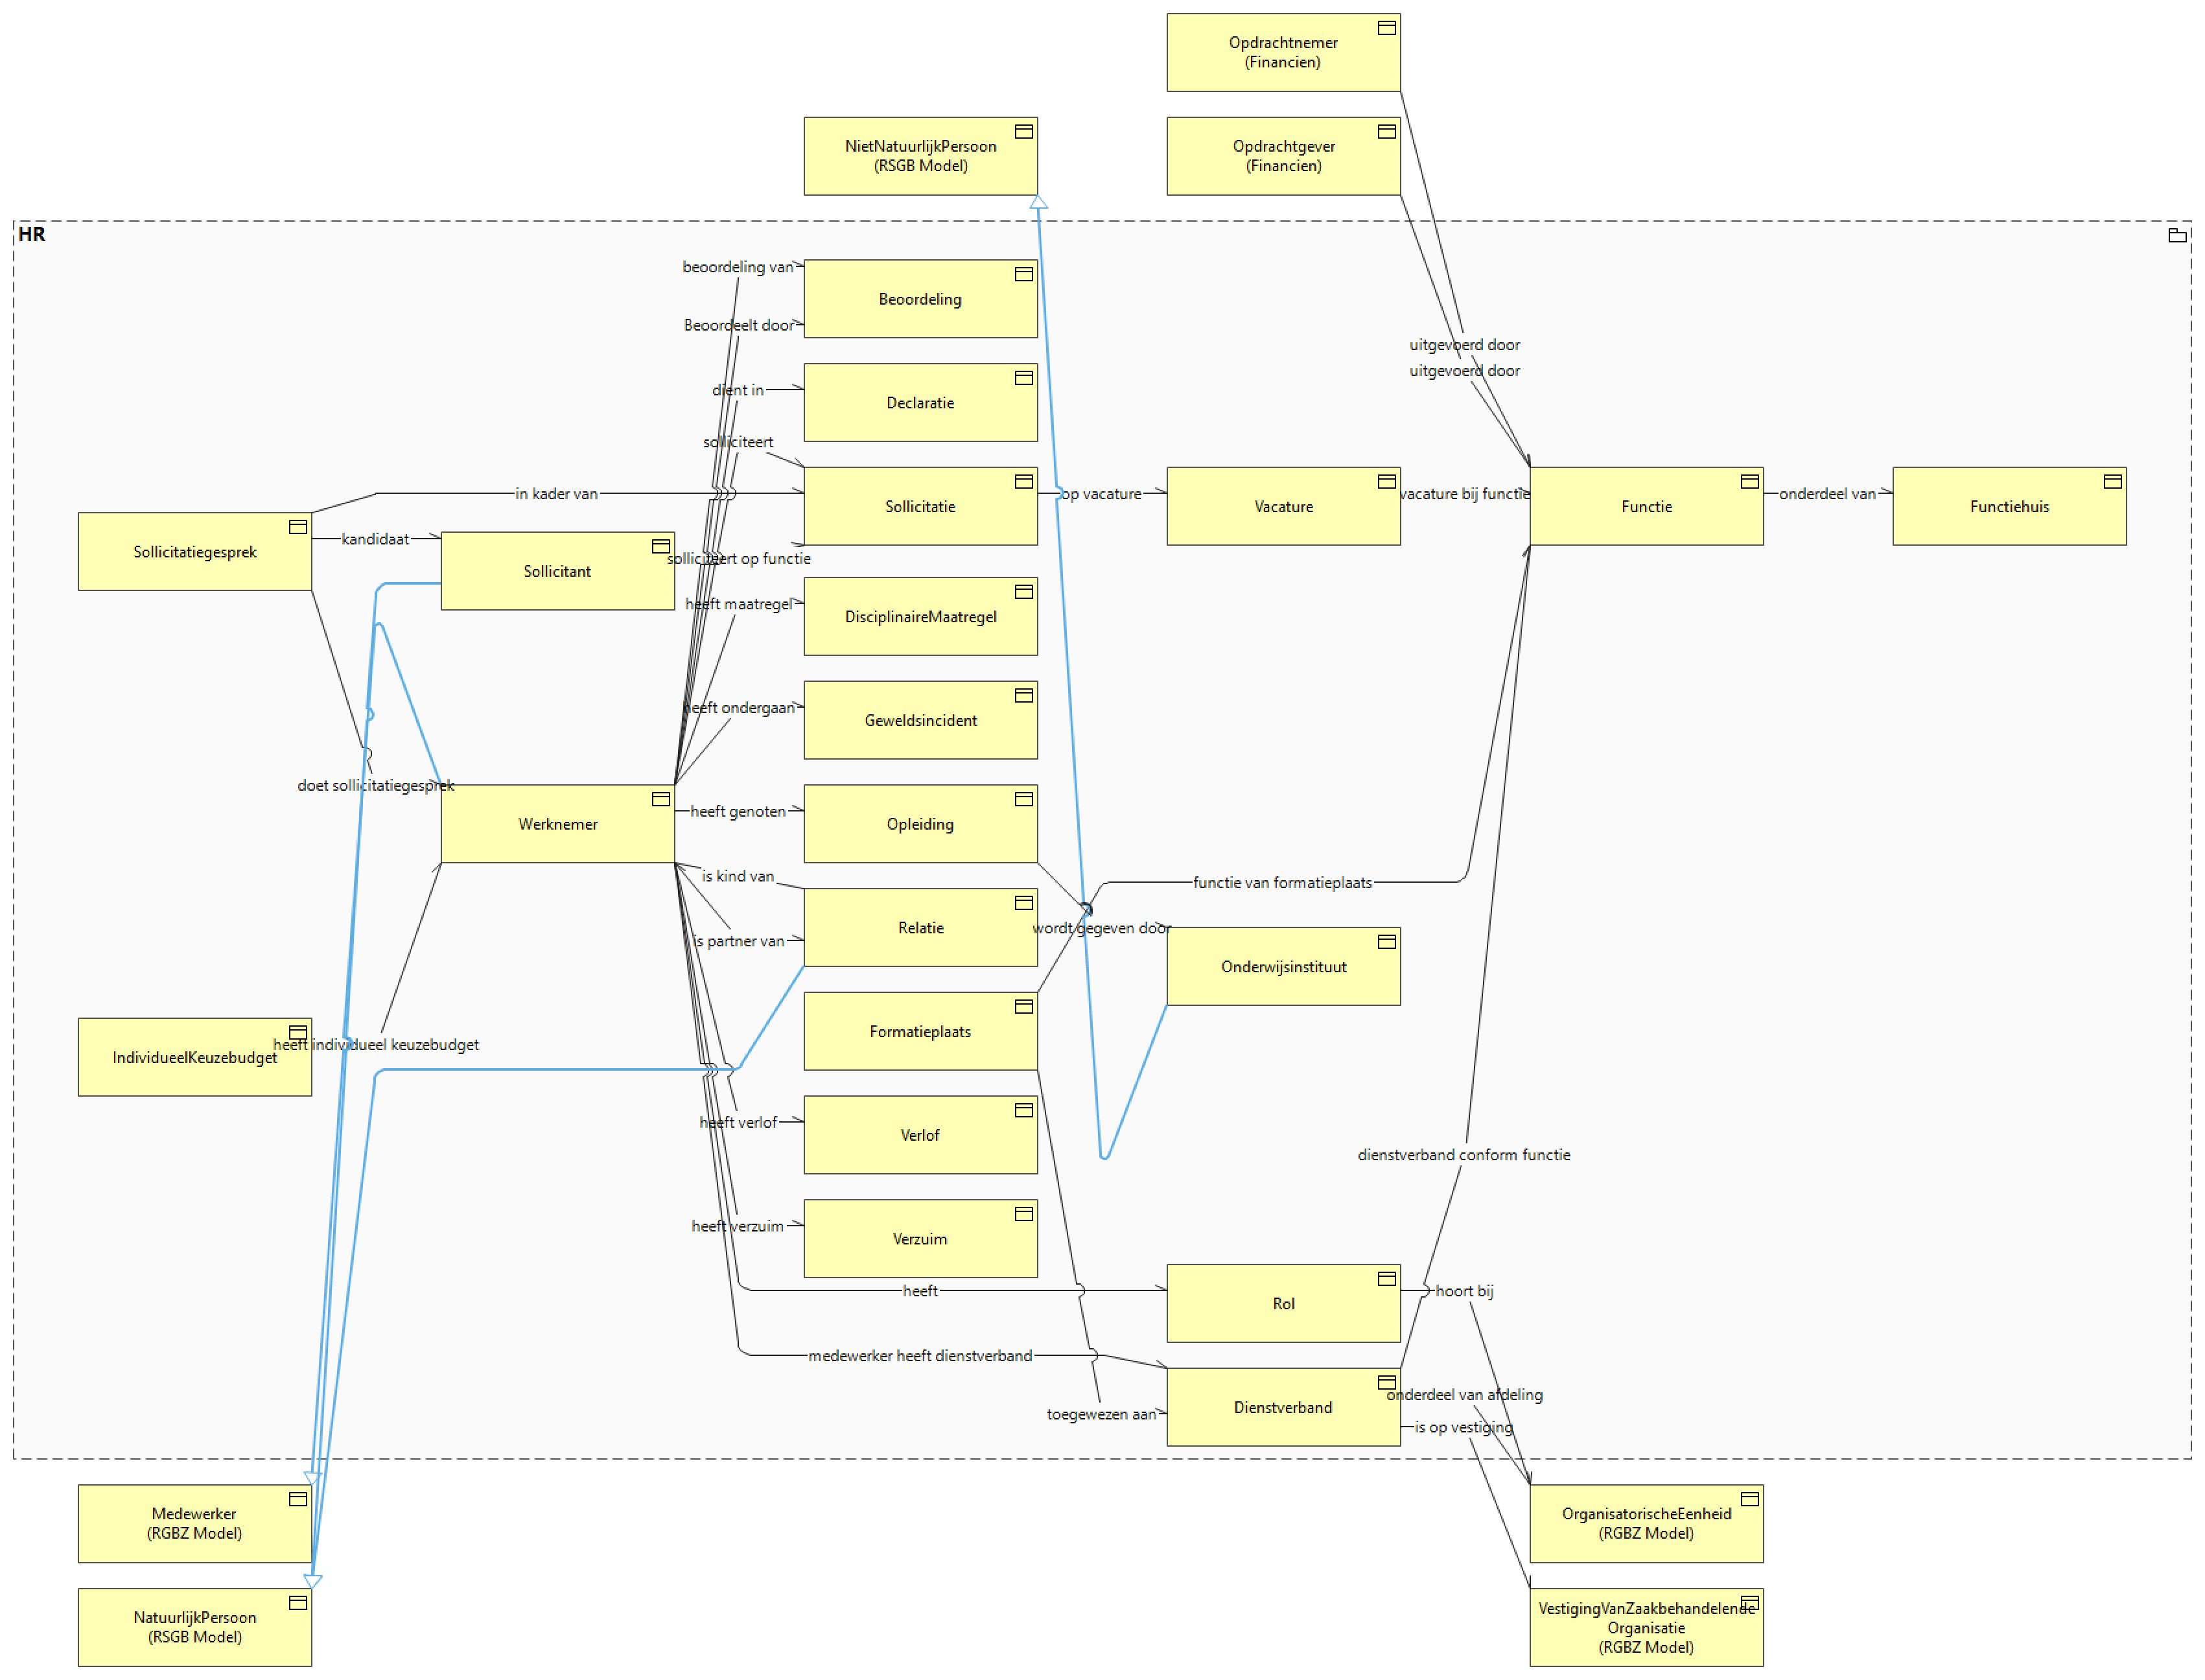 Opdrachtnemer
(Financien)
NietNatuurlijkPersoon
(RSGB Model)
Opdrachtgever
(Financien)
HR
beoordeling van
Beoordeling
Beoordeelt door
uitgevoerd door
uitgevoerd door
dient in
Declaratie
solliciteert
in kader van
Sollicitatie
op vacature
Vacature
vacature bij functie
Functie
onderdeel van
Functiehuis
Sollicitatiegesprek
kandidaat
Sollicitant
solliciteert op functie
heeft maatregel
DisciplinaireMaatregel
heeft ondergaan
Geweldsincident
doet sollicitatiegesprek
Werknemer
heeft genoten
Opleiding
is kind van
functie van formatieplaats
is partner van
Relatie
wordt gegeven door
Onderwijsinstituut
Formatieplaats
heeft individueel keuzebudget
IndividueelKeuzebudget
heeft verlof
Verlof
dienstverband conform functie
heeft verzuim
Verzuim
heeft
Rol
hoort bij
medewerker heeft dienstverband
onderdeel van afdeling
toegewezen aan
Dienstverband
is op vestiging
Medewerker
(RGBZ Model)
OrganisatorischeEenheid
(RGBZ Model)
NatuurlijkPersoon
(RSGB Model)
VestigingVanZaakbehandelende
Organisatie
(RGBZ Model)